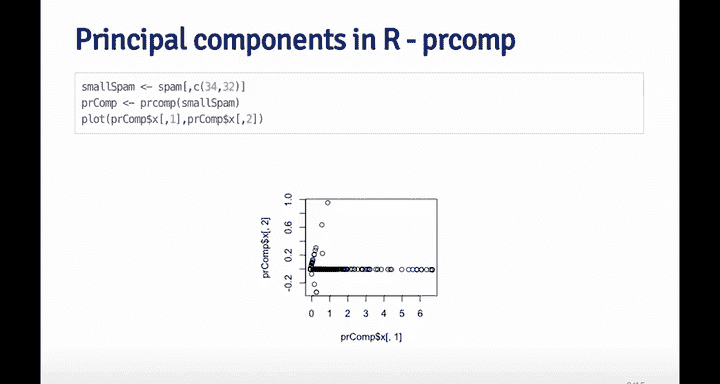 Principal components in R - prcomp
smallSpam <- spam[,c(34,32)]
prComp <- prcomp(smallSpam)
plot(prComp$x[,1],prComp$x[,2])
prComp$x[, 2]
1.0
0.6
0.2
-0.2
0 1 2 3 4 5 6
prComp$x[, 1]